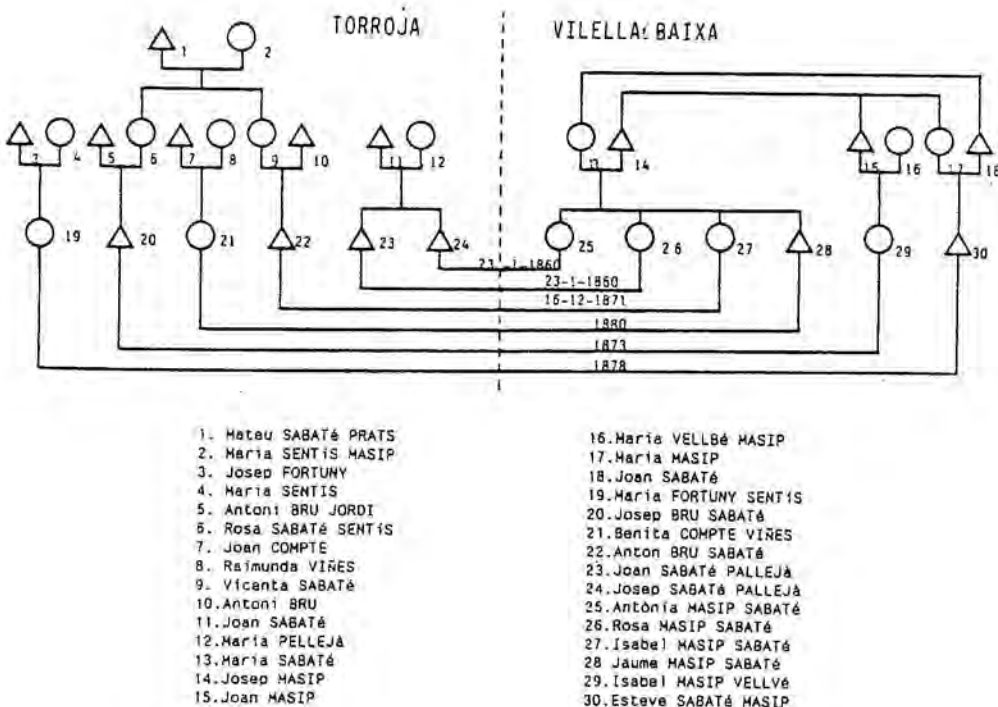 TORROJA
VILELLA BAIXA
1
2
3
4
5
6
7
8
9
10
11
12
13
14
15
16
17
18
19
20
21
22
23
24
25
26
27
28
29
30
23-1-1860
23-1-1860
16-12-1871
1880
1873
1878
1. Mateu SABATé PRATS
2. Maria SENTíS MASIP
3. Josep FORTUNY
4. Maria SENTIS
5. Antoni BRU JORDI
6. Rosa SABATé SENTíS
7. Joan COMPTE
8. Raimunda VIÑES
9. Vicenta SABATé
10.Antoni BRU
11.Joan SABATé
12.Maria PELLEJà
13.Maria SABATé
14.Josep MASIP
15.Joan MASIP
16.Maria VELLBé MASIP
17.Maria MASIP
18.Joan SABATé
19.Maria FORTUNY SENTíS
20.Josep BRU SABATé
21.Benita COMPTE VIÑES
22.Anton BRU SABATé
23.Joan SABATé PALLEJà
24.Josep SABATé PALLEJà
25.Antònia MASIP SABATé
26.Rosa MASIP SABATé
27.Isabel MASIP SABATé
28 Jaume MASIP SABATé
29.Isabel MASIP VELLVé
30.Esteve SABATé MASIP